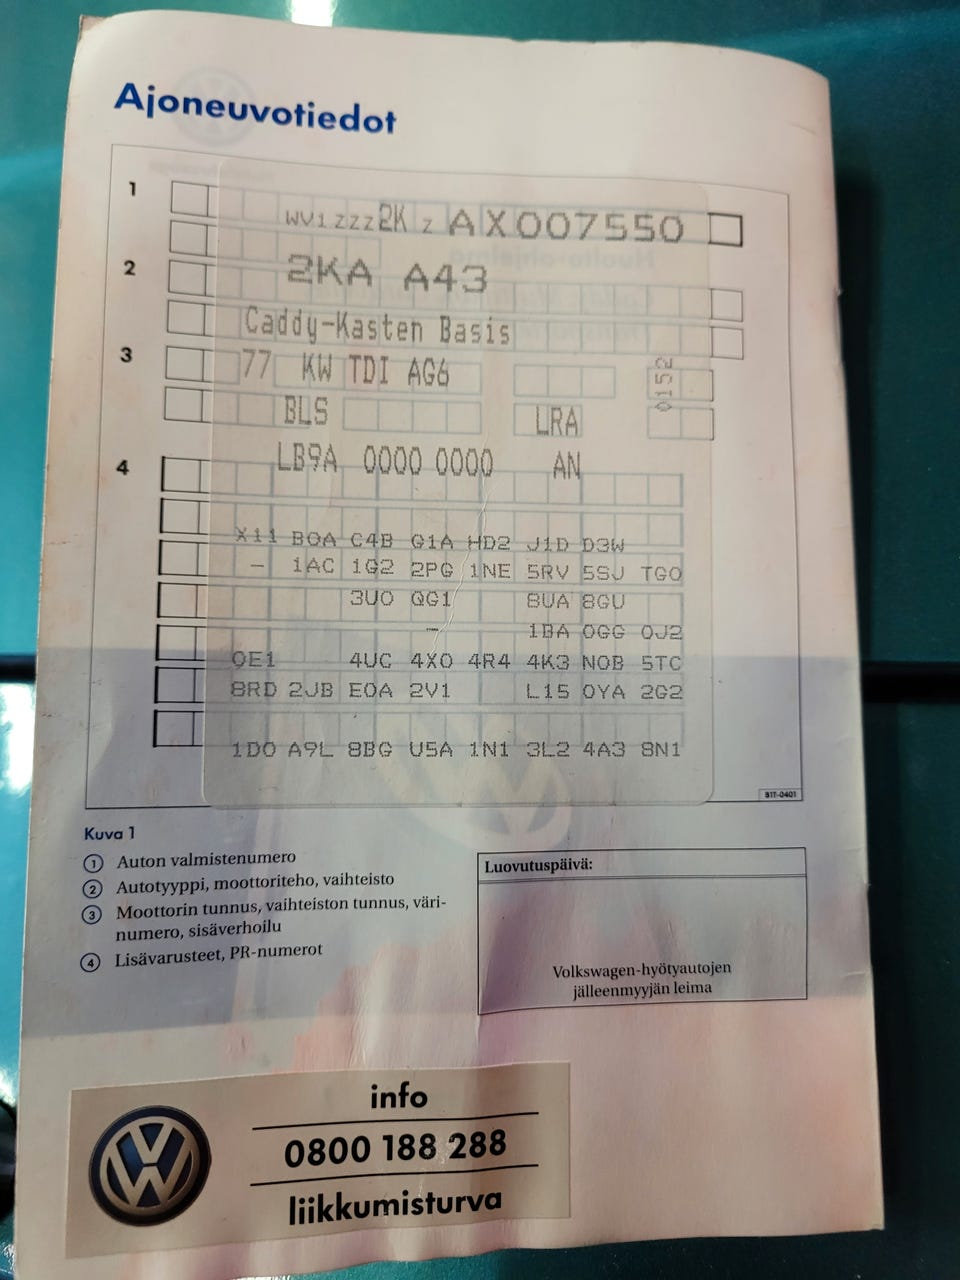 Ajoneuvotiedot
1
WV1ZZZ2KZAX007550
2
2KA A43
Caddy-Kasten Basis
3
77 KW TDI AG6
0152
BLS LRA
4
LB9A 0000 0000 AN
X11 B0A C4B G1A HD2 J1D D3W
- 1AC 1G2 2PG 1NE 5RV 5SJ TG0
3U0 QG1 8UA 8GU
- 1BA 0GG 0J2
0E1 4UC 4X0 4R4 4K3 N0B 5TC
8RD 2JB E0A 2V1 L15 0YA 2G2
1D0 A9L 8BG U5A 1N1 3L2 4A3 8N1
B1T-0401
Kuva 1
1 Auton valmistenumero
2 Autotyyppi, moottoriteho, vaihteisto
3 Moottorin tunnus, vaihteiston tunnus, väri-
numero, sisäverhoilu
4 Lisävarusteet, PR-numerot
Luovutuspäivä:
Volkswagen-hyötyautojen
jälleenmyyjän leima
info
0800 188 288
liikkumisturva